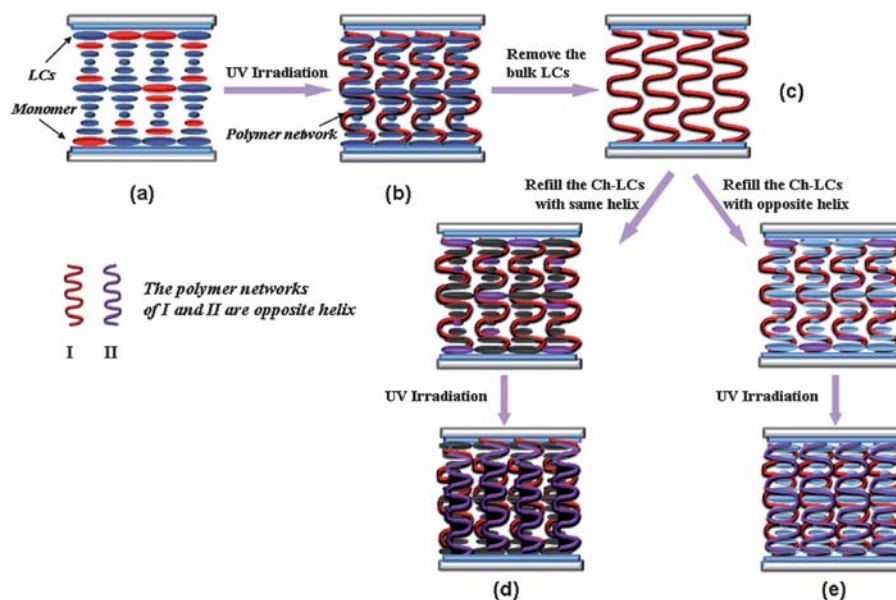 LCs
Monomer
UV Irradiation
Polymer network
Remove the
bulk LCs
(a)
(b)
(c)
Refill the Ch-LCs
with same helix
Refill the Ch-LCs
with opposite helix
The polymer networks
of I and II are opposite helix
I II
UV Irradiation
UV Irradiation
(d)
(e)